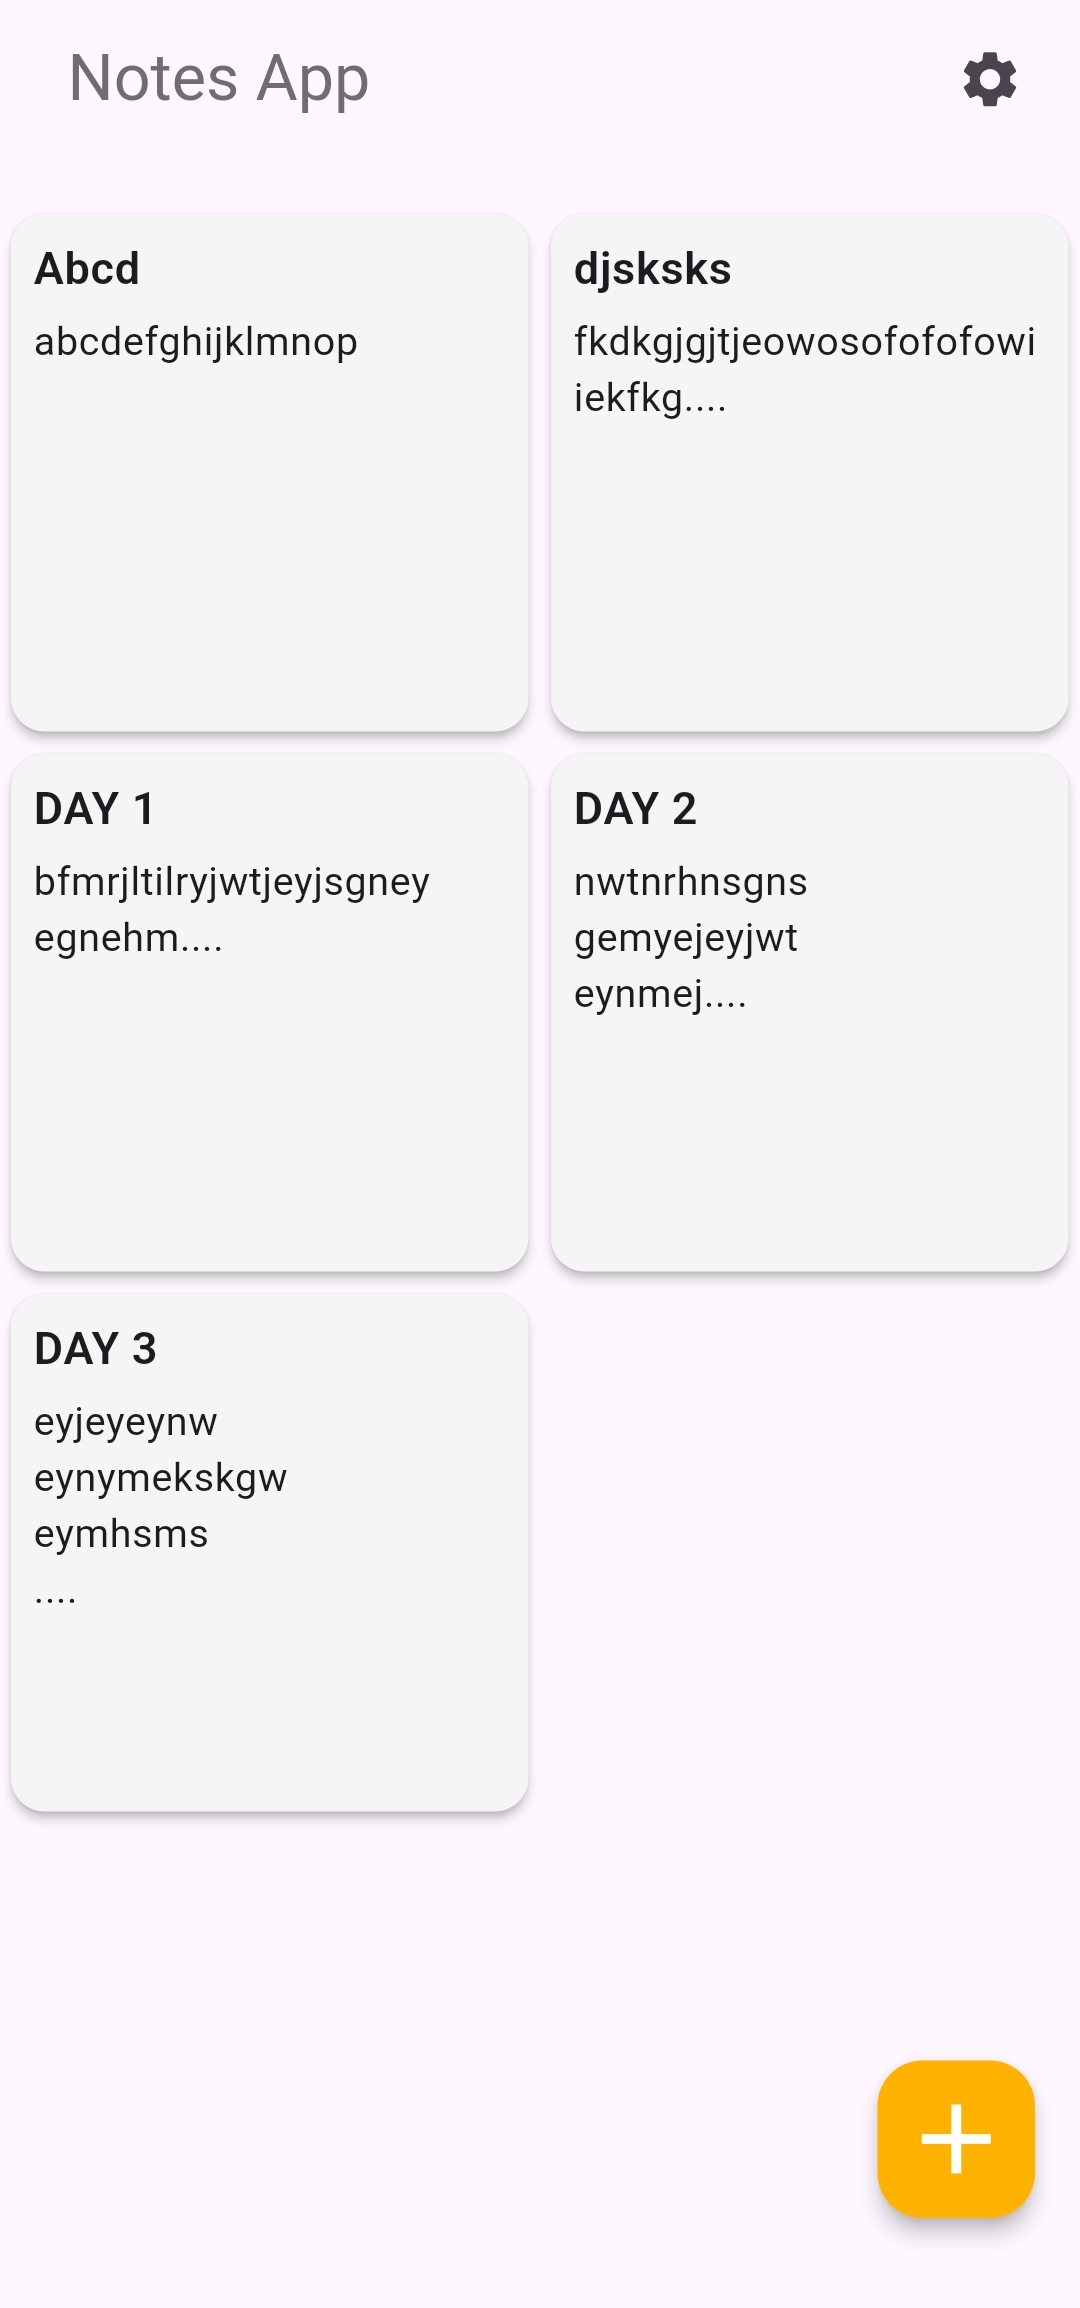 Notes App
Abcd
abcdefghijklmnop
djsksks
fkdkgjgjtjeowosofofofowi
iekfkg....
DAY 1
bfmrjltilryjwtjeyjsgney
egnehm....
DAY 2
nwtnrhnsgns
gemyejeyjwt
eynmej....
DAY 3
eyjeyeynw
eynymekskgw
eymhsms
....